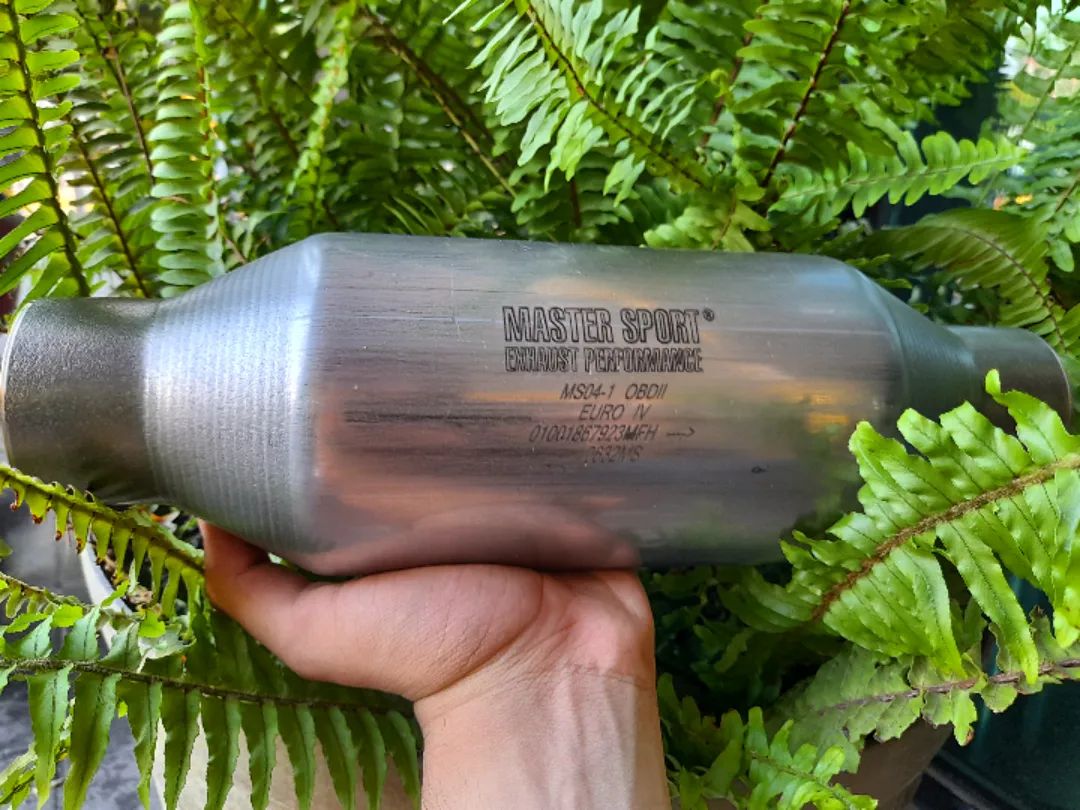 MASTER SPORT®
EXHAUST PERFORMANCE
MS04-1 OBDII
EURO IV
01001867923MFH →